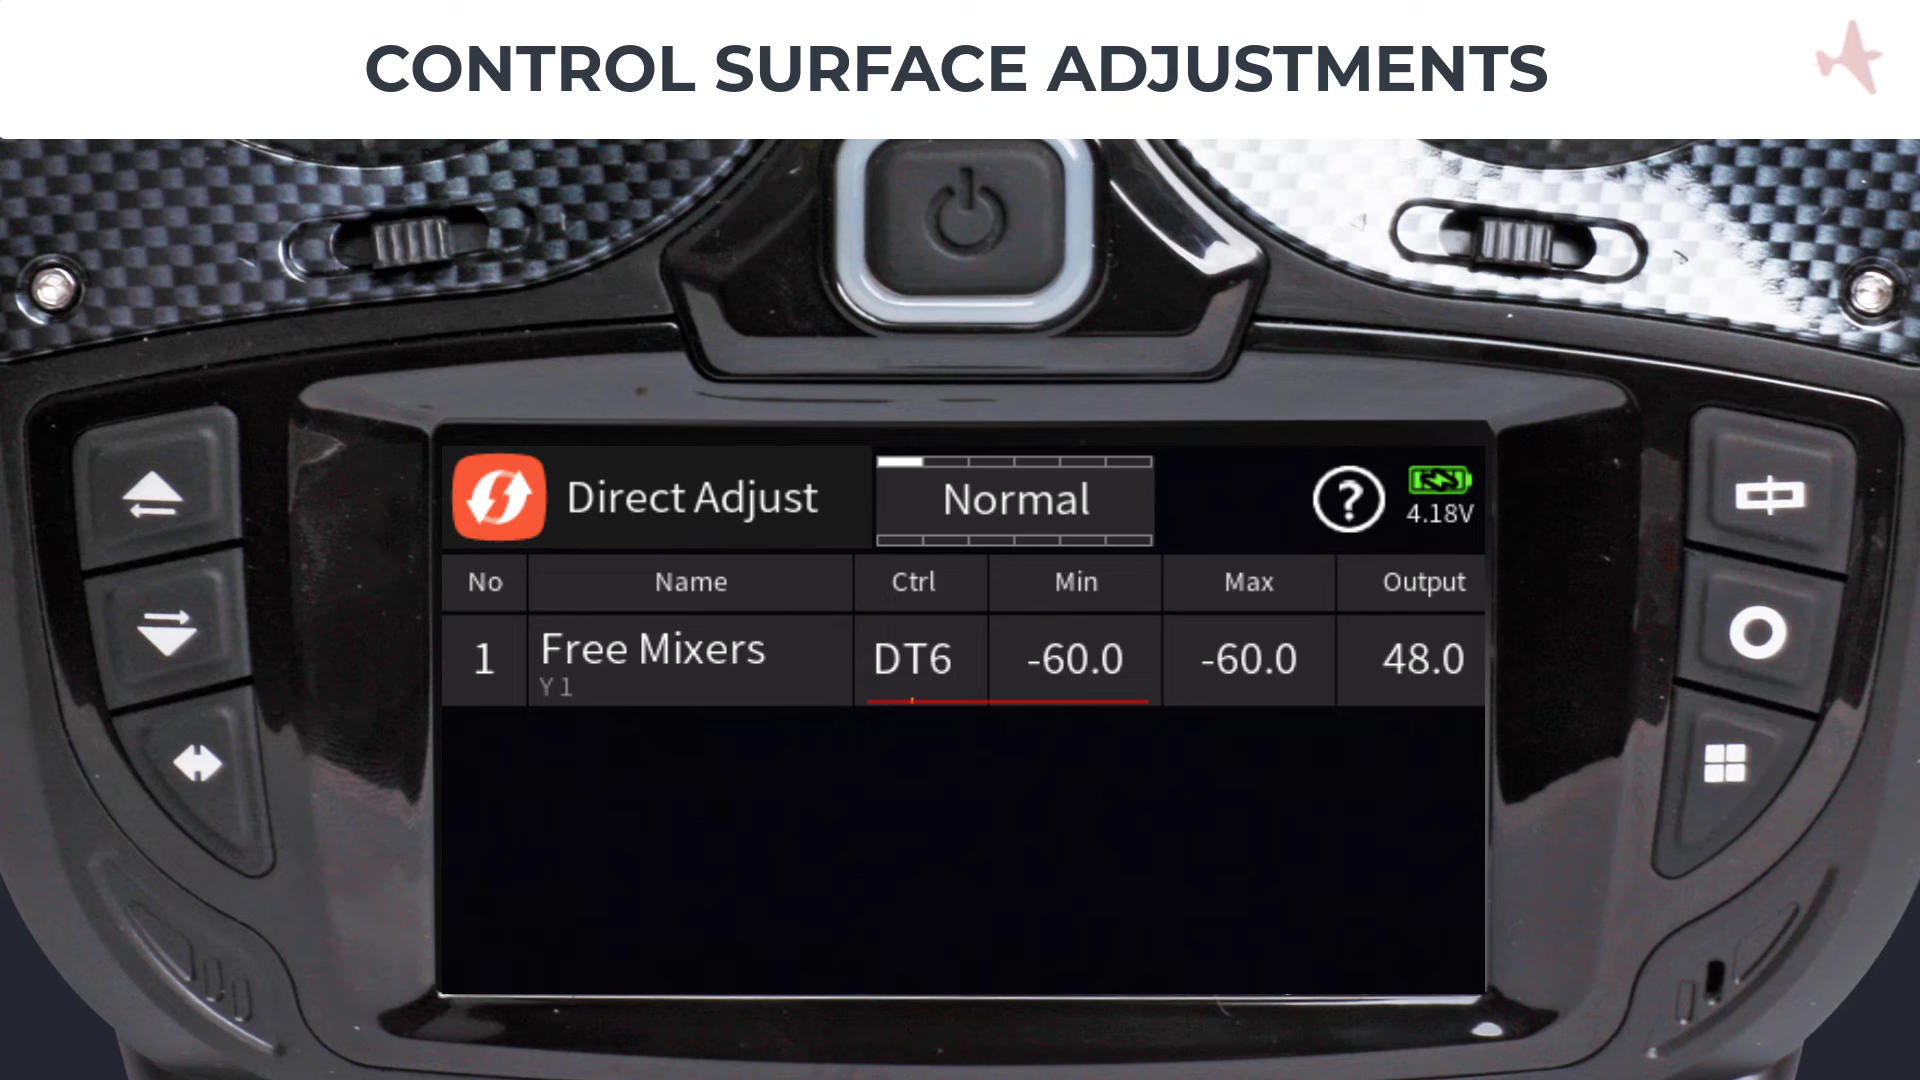 CONTROL SURFACE ADJUSTMENTS
Direct Adjust
Normal
?
4.18V
No Name Ctrl Min Max Output
1 Free Mixers DT6 -60.0 -60.0 48.0
Y 1